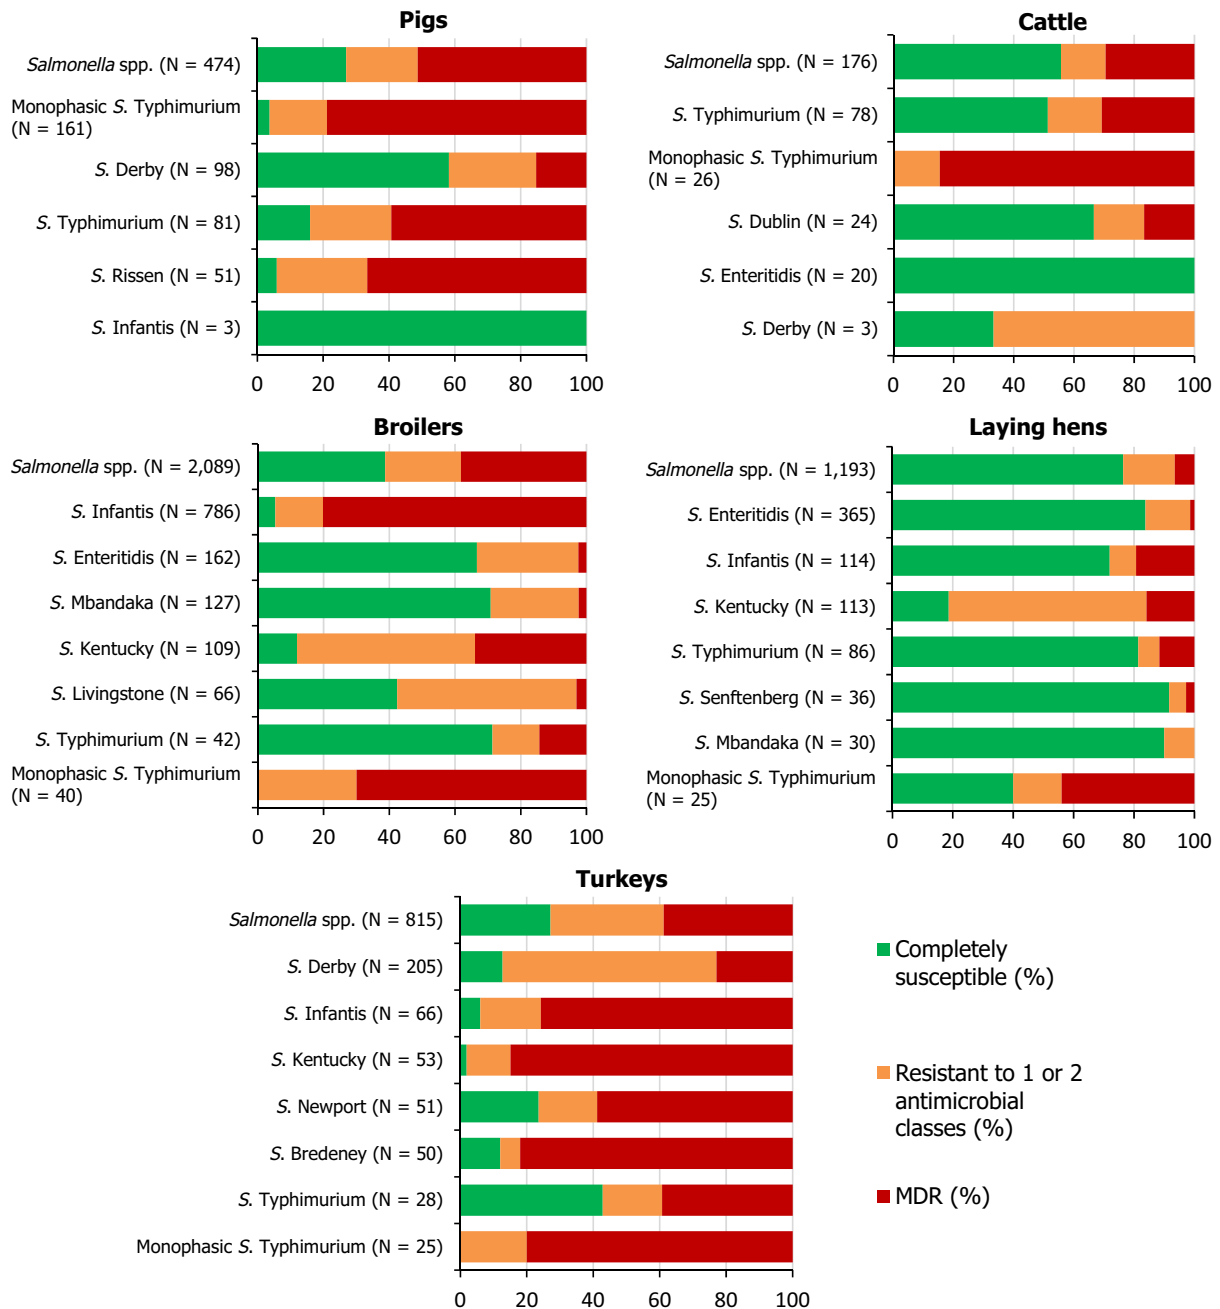 Pigs
Salmonella spp. (N = 474)
Monophasic S. Typhimurium
(N = 161)
S. Derby (N = 98)
S. Typhimurium (N = 81)
S. Rissen (N = 51)
S. Infantis (N = 3)
0 20 40 60 80 100
Cattle
Salmonella spp. (N = 176)
S. Typhimurium (N = 78)
Monophasic S. Typhimurium
(N = 26)
S. Dublin (N = 24)
S. Enteritidis (N = 20)
S. Derby (N = 3)
0 20 40 60 80 100
Broilers
Salmonella spp. (N = 2,089)
S. Infantis (N = 786)
S. Enteritidis (N = 162)
S. Mbandaka (N = 127)
S. Kentucky (N = 109)
S. Livingstone (N = 66)
S. Typhimurium (N = 42)
Monophasic S. Typhimurium
(N = 40)
0 20 40 60 80 100
Laying hens
Salmonella spp. (N = 1,193)
S. Enteritidis (N = 365)
S. Infantis (N = 114)
S. Kentucky (N = 113)
S. Typhimurium (N = 86)
S. Senftenberg (N = 36)
S. Mbandaka (N = 30)
Monophasic S. Typhimurium
(N = 25)
0 20 40 60 80 100
Turkeys
Salmonella spp. (N = 815)
S. Derby (N = 205)
S. Infantis (N = 66)
S. Kentucky (N = 53)
S. Newport (N = 51)
S. Bredeney (N = 50)
S. Typhimurium (N = 28)
Monophasic S. Typhimurium (N = 25)
0 20 40 60 80 100
Completely
susceptible (%)
Resistant to 1 or 2
antimicrobial
classes (%)
MDR (%)